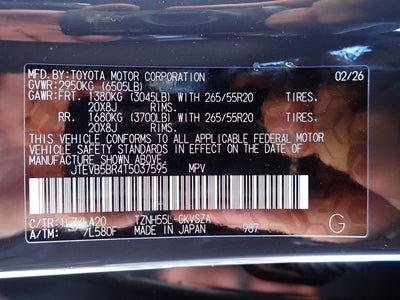 MFD.BY:TOYOTA MOTOR CORPORATION 02/26
GVWR:2950KG (6505LB)
GAWR:FRT. 1380KG (3045LB) WITH 265/55R20 TIRES.
20X8J RIMS.
RR. 1680KG (3700LB) WITH 265/55R20 TIRES.
20X8J RIMS.
THIS VEHICLE CONFORMS TO ALL APPLICABLE FEDERAL MOTOR
VEHICLE SAFETY STANDARDS IN EFFECT ON THE DATE OF
MANUFACTURE SHOWN ABOVE.
JTEVB5BR4T5037595 MPV
C/TR: LA20 TZNH55L-GKVSZA
A/TM: /L580F MADE IN JAPAN 987 G